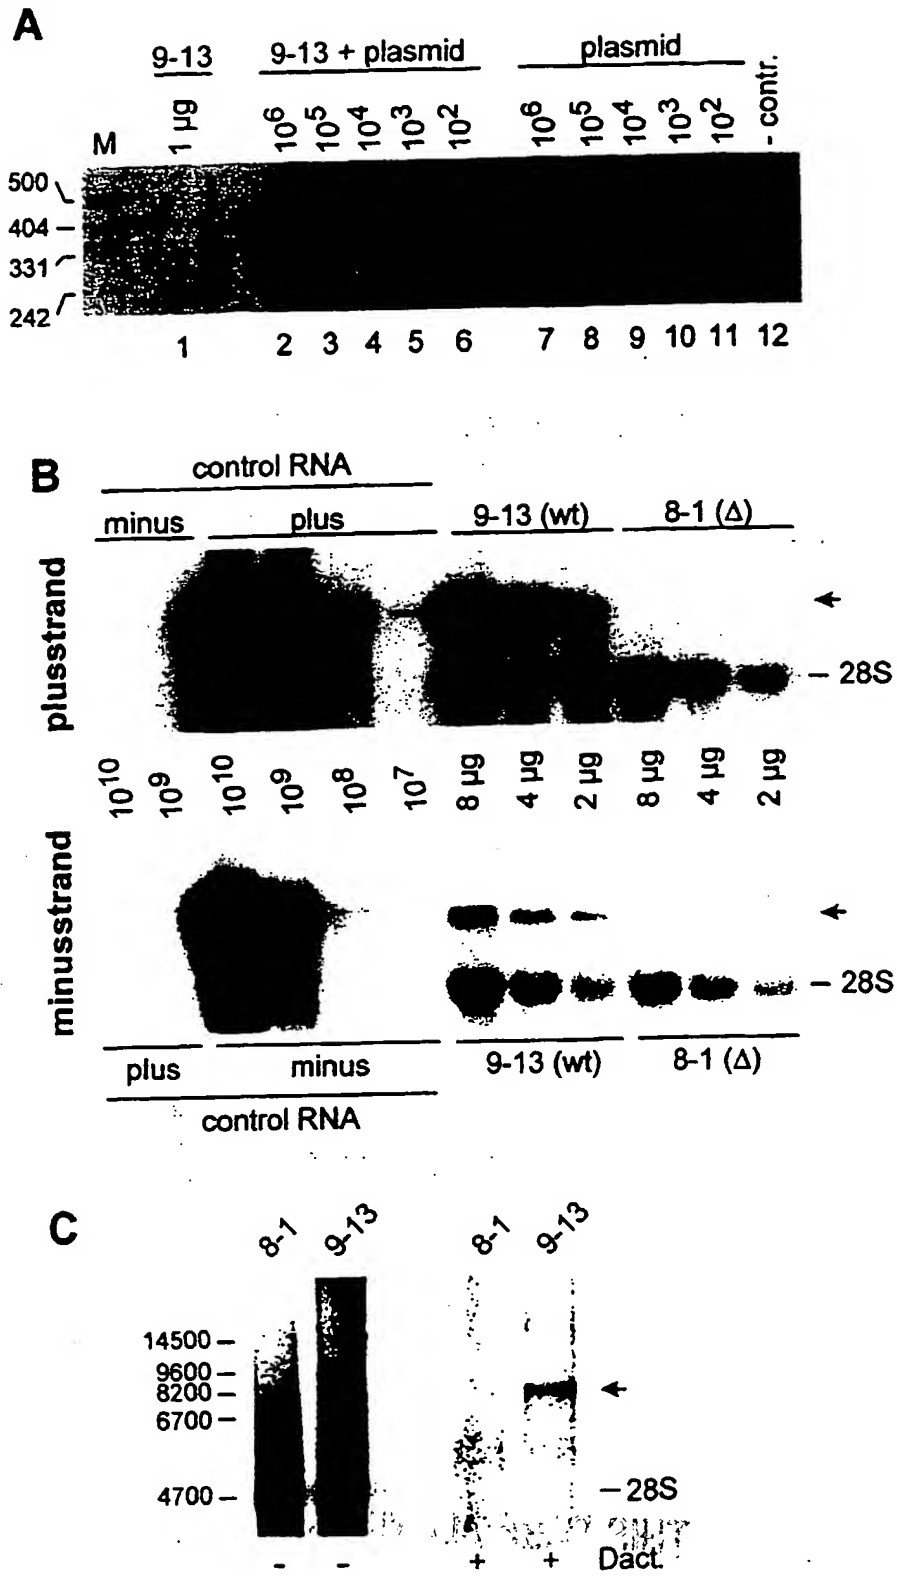 A
9-13
9-13 + plasmid
plasmid
M
1 µg
10⁶
10⁵
10⁴
10³
10²
10⁶
10⁵
10⁴
10³
10²
- contr.
500
404
331
242
1 2 3 4 5 6 7 8 9 10 11 12
B
control RNA
minus
plus
9-13 (wt)
8-1 (Δ)
plusstrand
28S
10¹⁰
10⁹
10¹⁰
10⁹
10⁸
10⁷
8 µg
4 µg
2 µg
8 µg
4 µg
2 µg
minusstrand
28S
plus
minus
9-13 (wt)
8-1 (Δ)
control RNA
C
8-1
9-13
8-1
9-13
14500
9600
8200
6700
4700
28S
- - + + Dact.